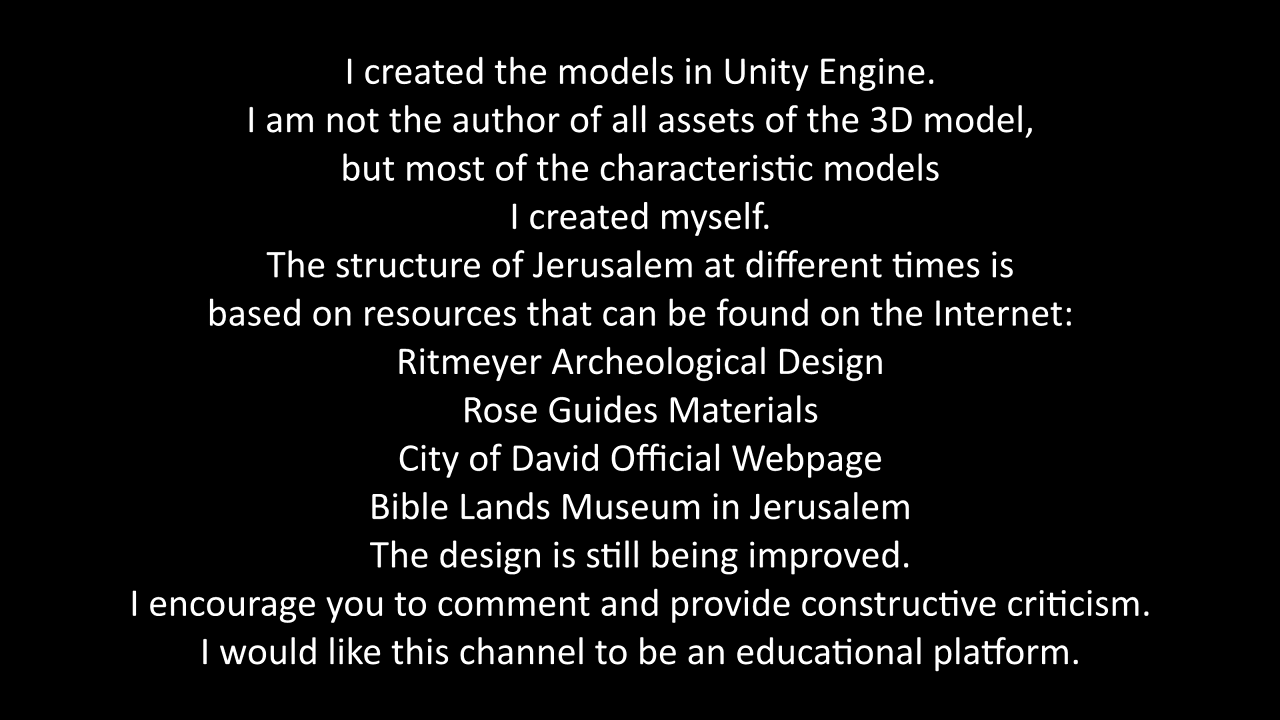 I created the models in Unity Engine.
I am not the author of all assets of the 3D model,
but most of the characteristic models
I created myself.
The structure of Jerusalem at different times is
based on resources that can be found on the Internet:
Ritmeyer Archeological Design
Rose Guides Materials
City of David Official Webpage
Bible Lands Museum in Jerusalem
The design is still being improved.
I encourage you to comment and provide constructive criticism.
I would like this channel to be an educational platform.